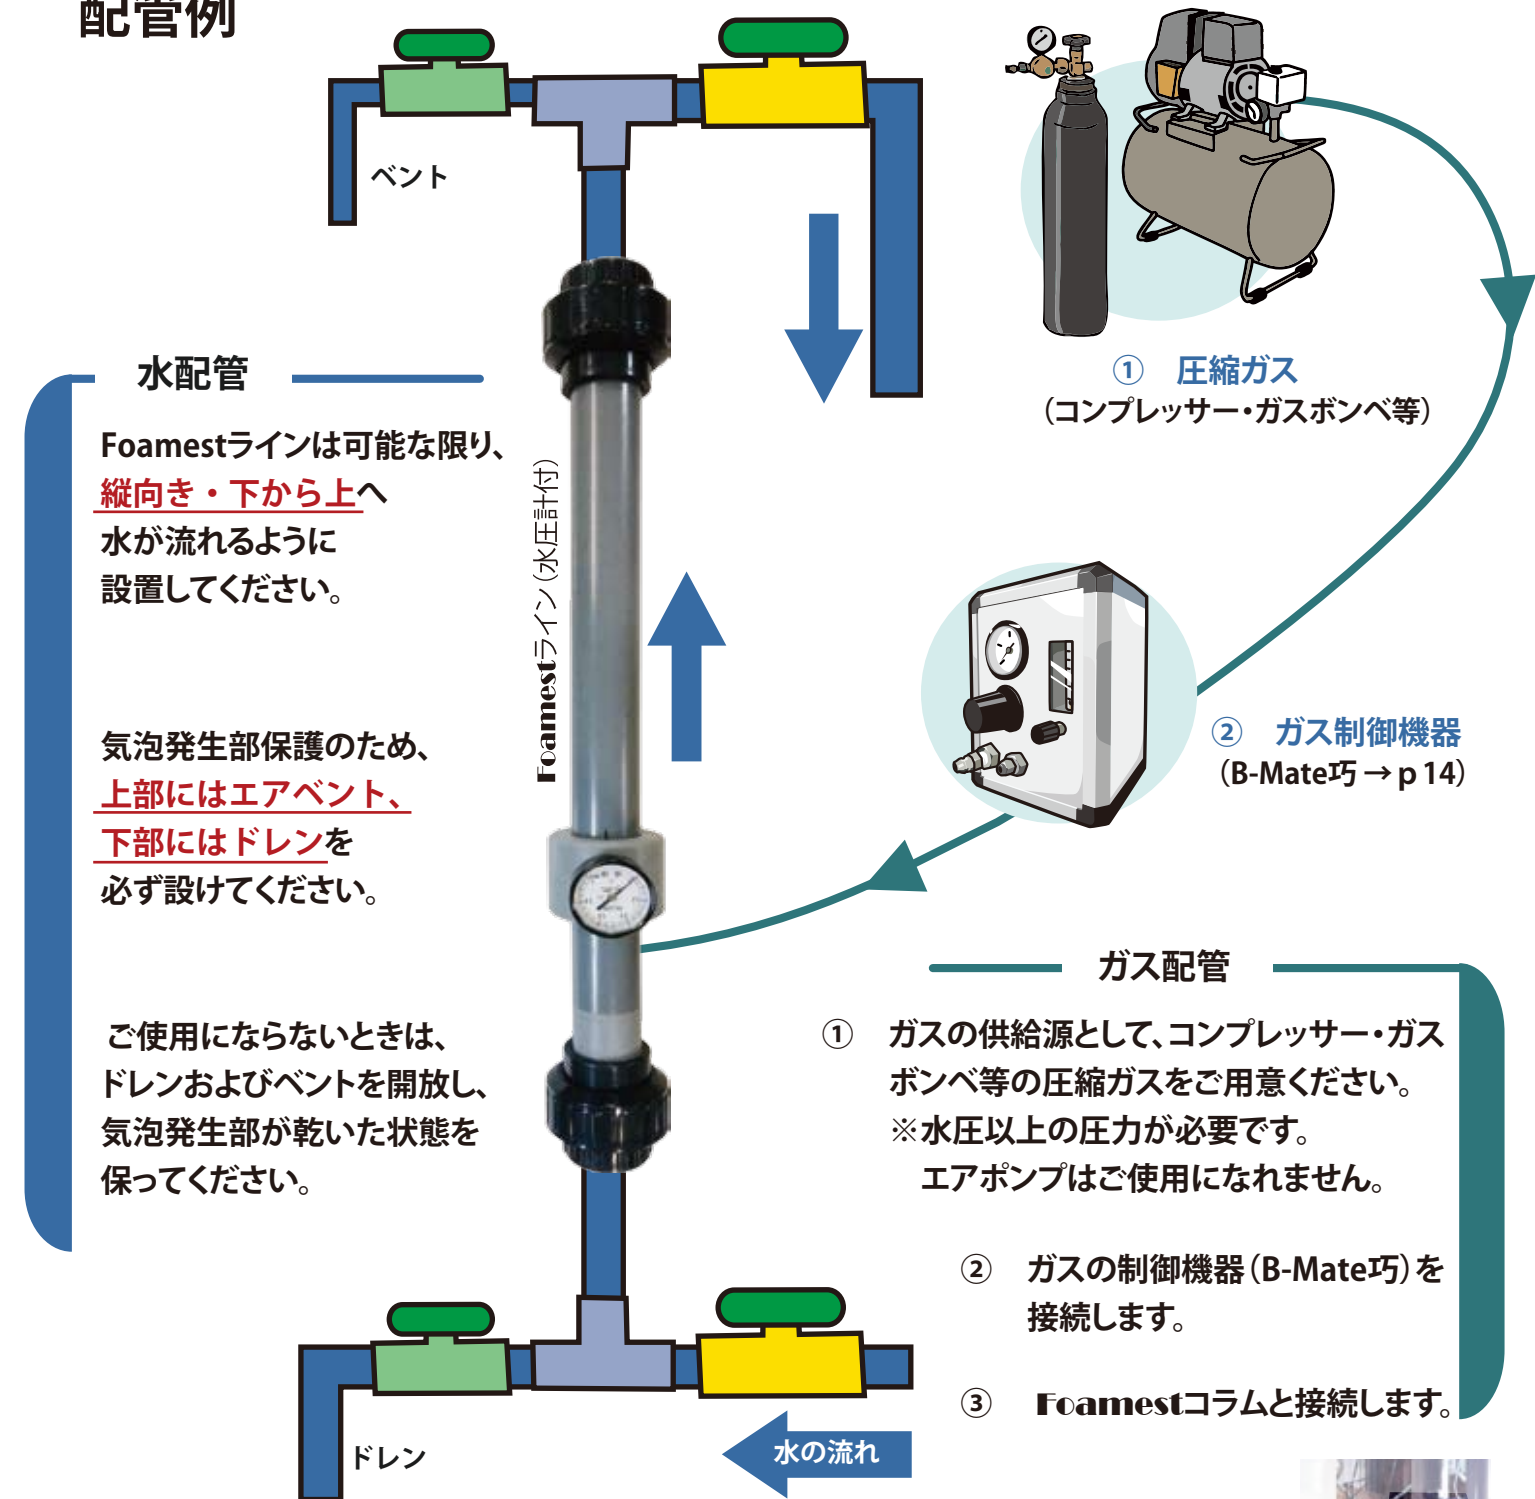 配管例
ベント
① 圧縮ガス
（コンプレッサー・ガスボンベ等）
水配管
Foamestラインは可能な限り、
縦向き・下から上へ
水が流れるように
設置してください。
Foamestライン（水圧計付）
気泡発生部保護のため、
上部にはエアベント、
下部にはドレンを
必ず設けてください。
② ガス制御機器
（B-Mate巧 → p 14）
ご使用にならないときは、
ドレンおよびベントを開放し、
気泡発生部が乾いた状態を
保ってください。
ガス配管
① ガスの供給源として、コンプレッサー・ガス
ボンベ等の圧縮ガスをご用意ください。
※水圧以上の圧力が必要です。
エアポンプはご使用になれません。
② ガスの制御機器（B-Mate巧）を
接続します。
③ Foamestコラムと接続します。
ドレン
水の流れ